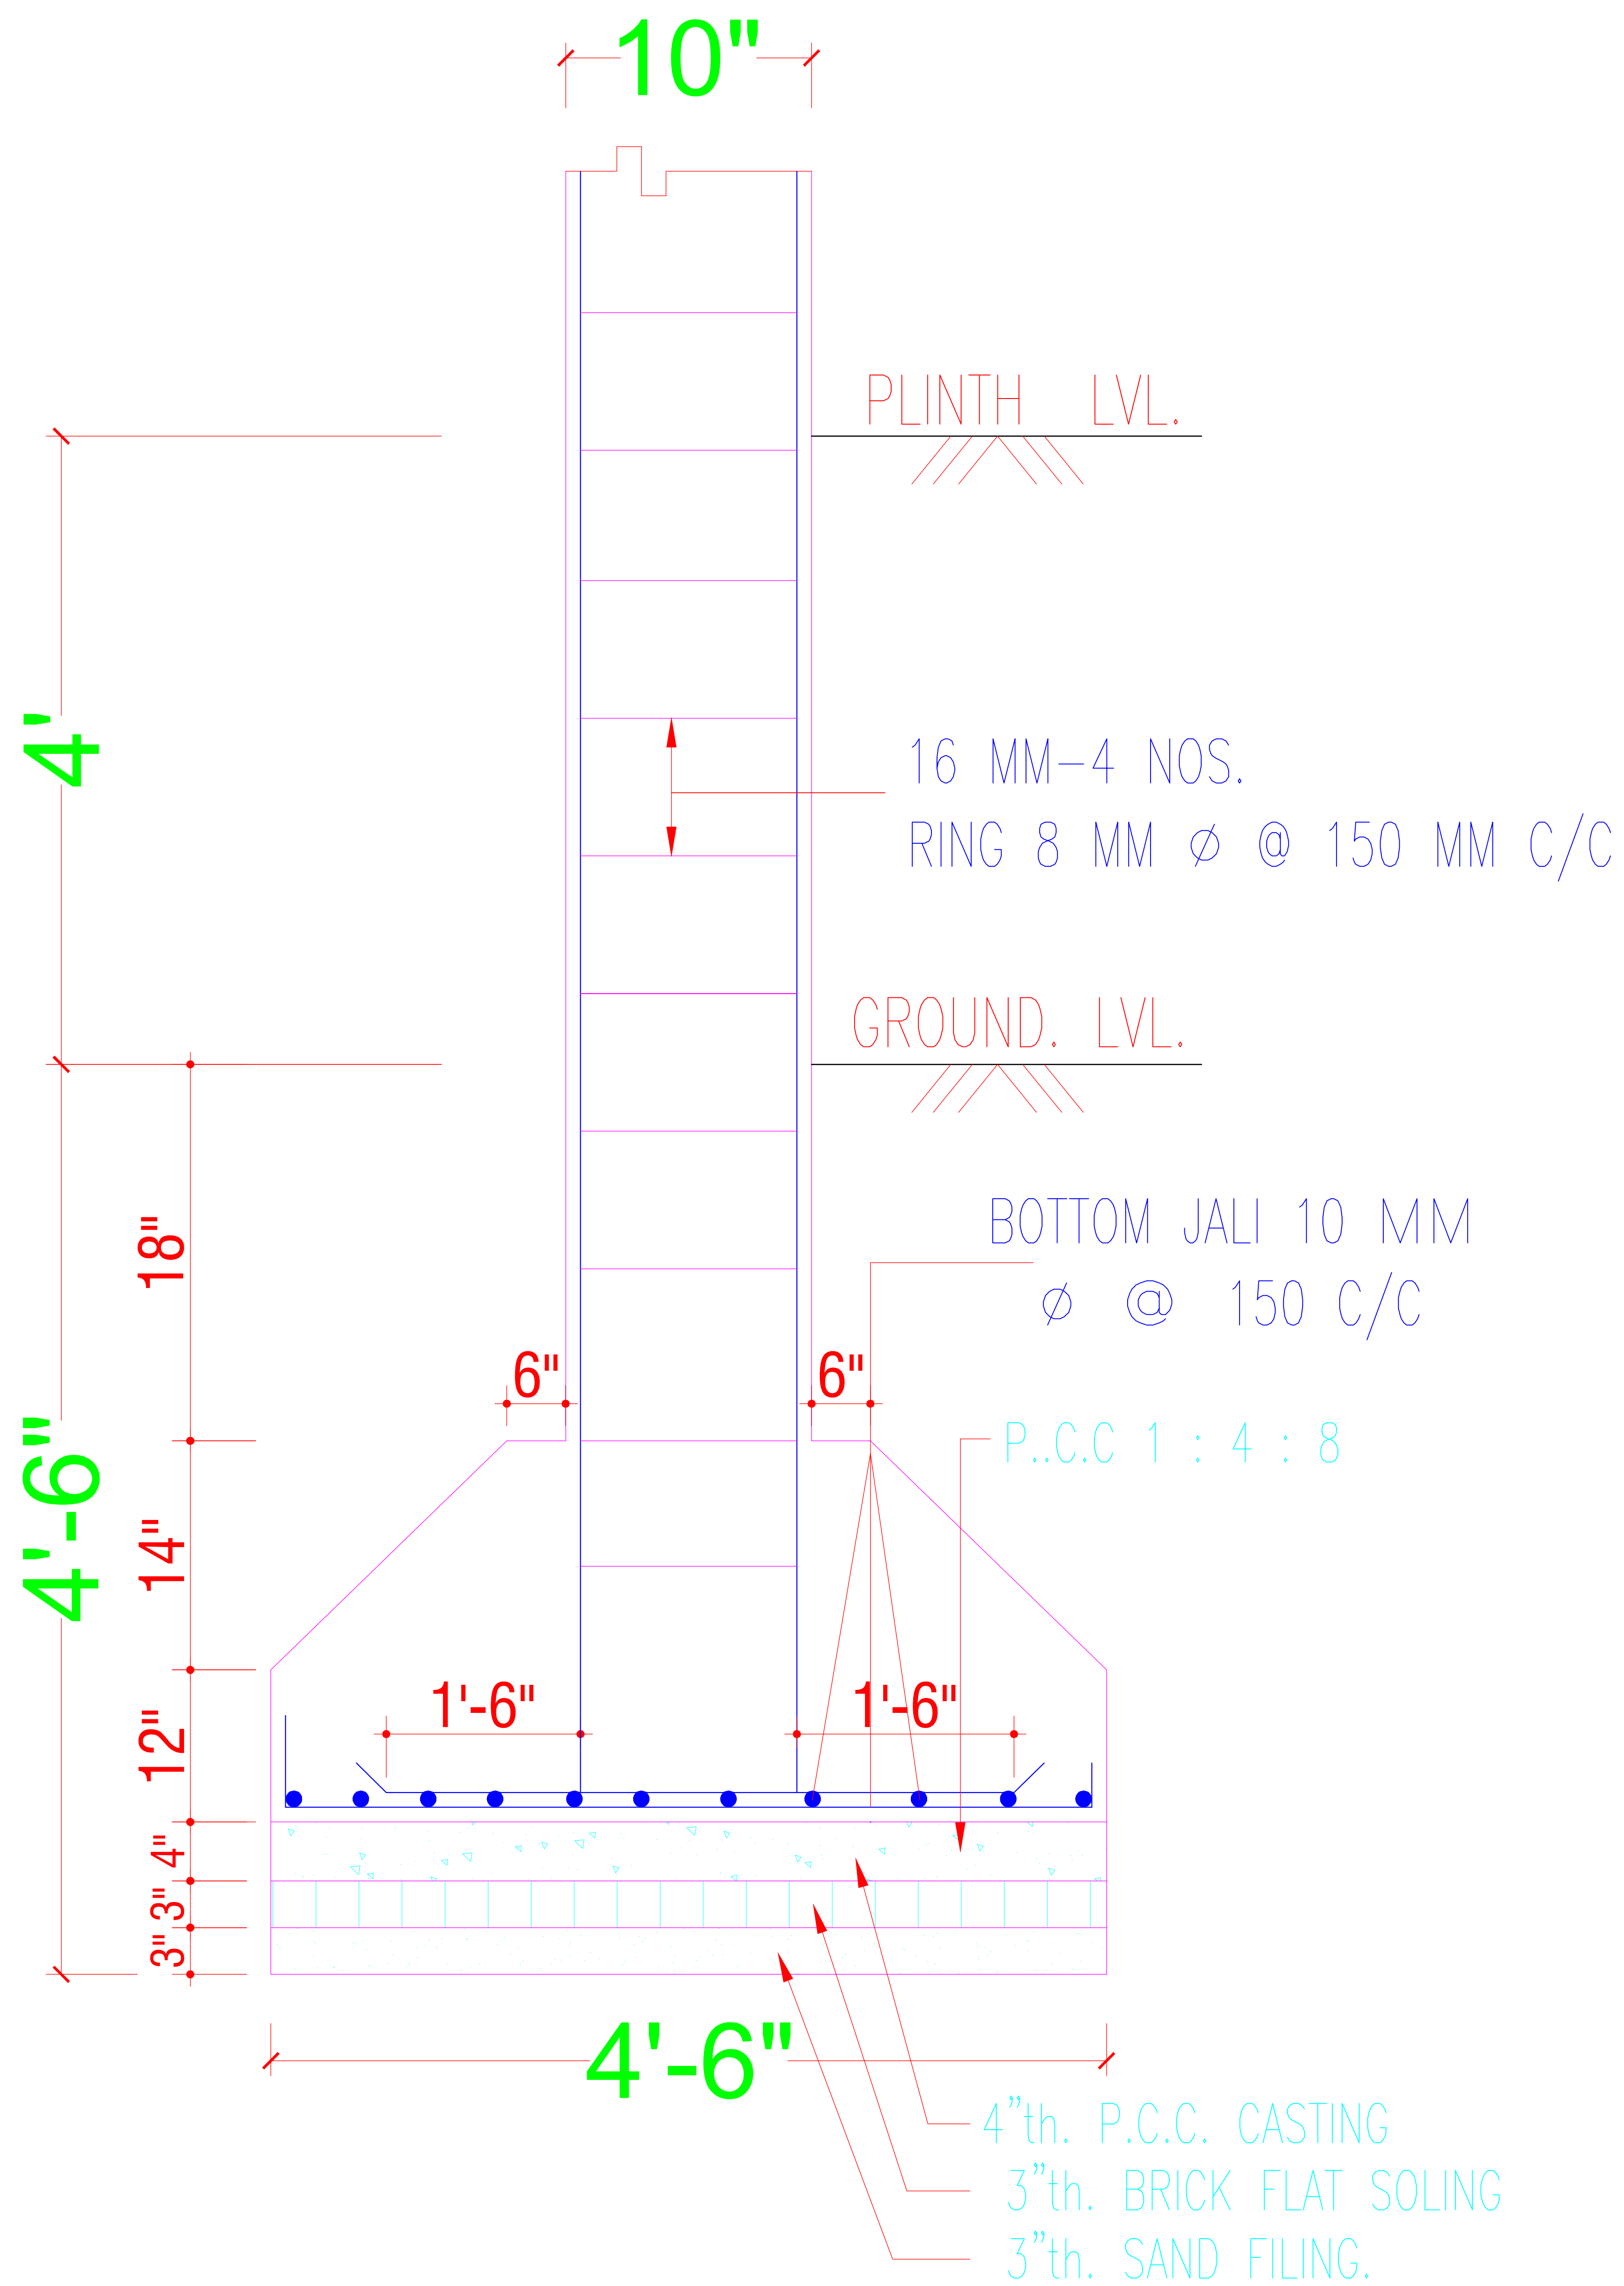 10"
PLINTH LVL.
4'
16 MM-4 NOS.
RING 8 MM ⌀ @ 150 MM C/C
GROUND. LVL.
18"
BOTTOM JALI 10 MM
⌀ @ 150 C/C
6"
6"
P.C.C 1 : 4 : 8
4'-6"
14"
1'-6"
1'-6"
12"
4"
3"
3"
4'-6"
4"th. P.C.C. CASTING
3"th. BRICK FLAT SOLING
3"th. SAND FILING.